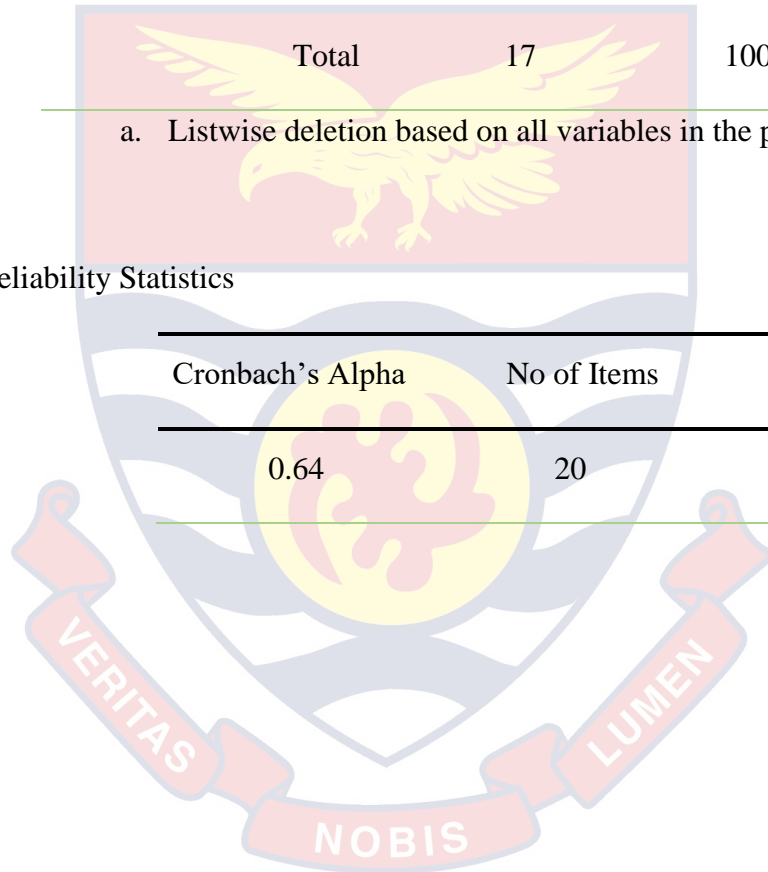 Total 17 100
a. Listwise deletion based on all variables in the p
eliability Statistics
Cronbach’s Alpha No of Items
0.64 20
VERITAS
NOBIS
LUMEN